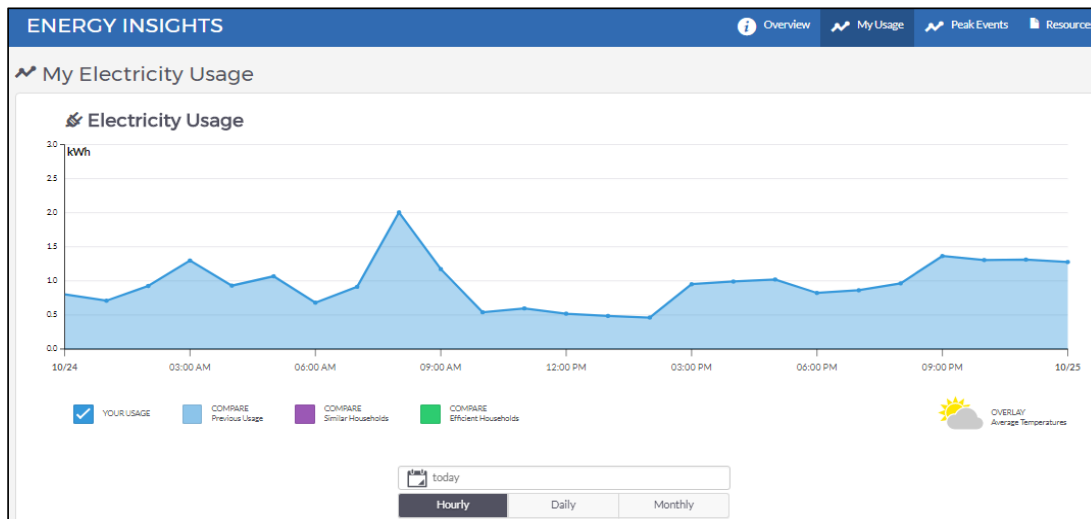 ENERGY INSIGHTS
Overview
My Usage
Peak Events
Resource
My Electricity Usage
Electricity Usage
kWh
3.0
2.5
2.0
1.5
1.0
0.5
0.0
10/24
03:00 AM
06:00 AM
09:00 AM
12:00 PM
03:00 PM
06:00 PM
09:00 PM
10/25
YOUR USAGE
COMPARE
Previous Usage
COMPARE
Similar Households
COMPARE
Efficient Households
OVERLAY
Average Temperatures
today
Hourly
Daily
Monthly